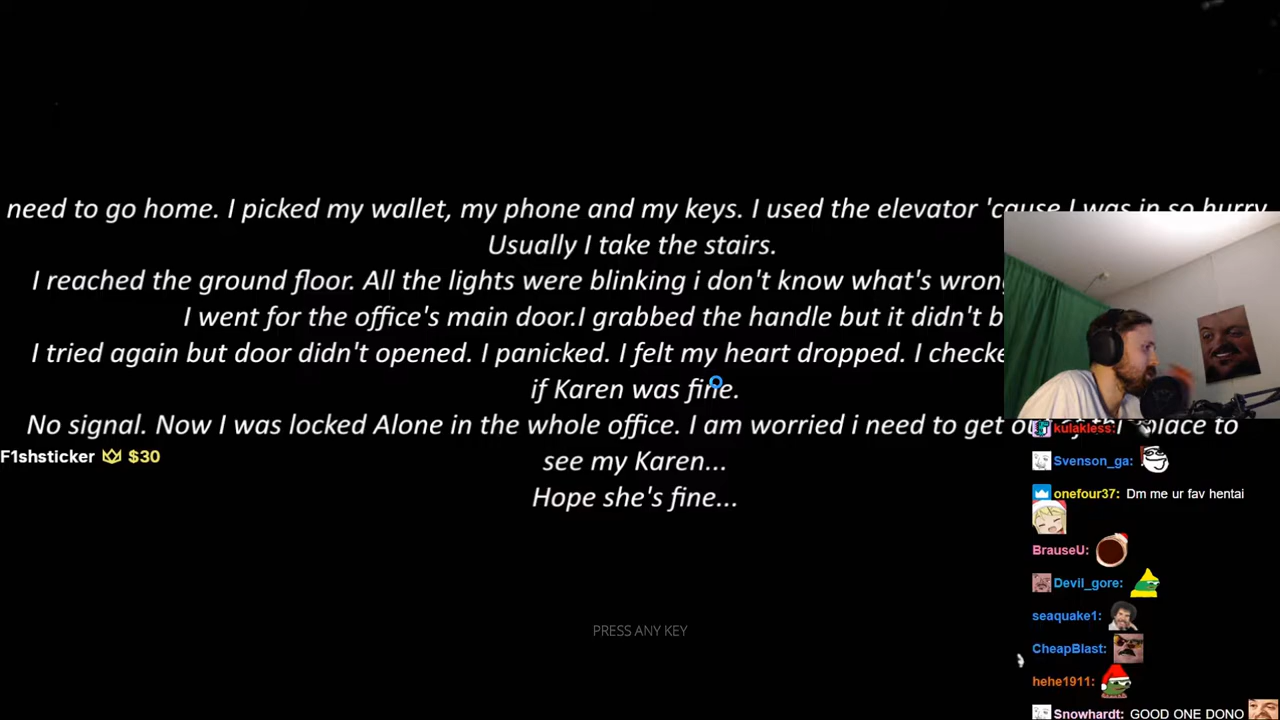 need to go home. I picked my wallet, my phone and my keys. I used the elevator 'cause I was in so hurry
Usually I take the stairs.
I reached the ground floor. All the lights were blinking i don't know what's wrong
I went for the office's main door.I grabbed the handle but it didn't b
I tried again but door didn't opened. I panicked. I felt my heart dropped. I checke
if Karen was fine.
No signal. Now I was locked Alone in the whole office. I am worried i need to get place to
see my Karen...
Hope she's fine...
PRESS ANY KEY
F1shsticker $30
kulakless:
Svenson_ga:
onefour37: Dm me ur fav hentai
BrauseU:
Devil_gore:
seaquake1:
CheapBlast:
hehe1911:
Snowhardt: GOOD ONE DONO